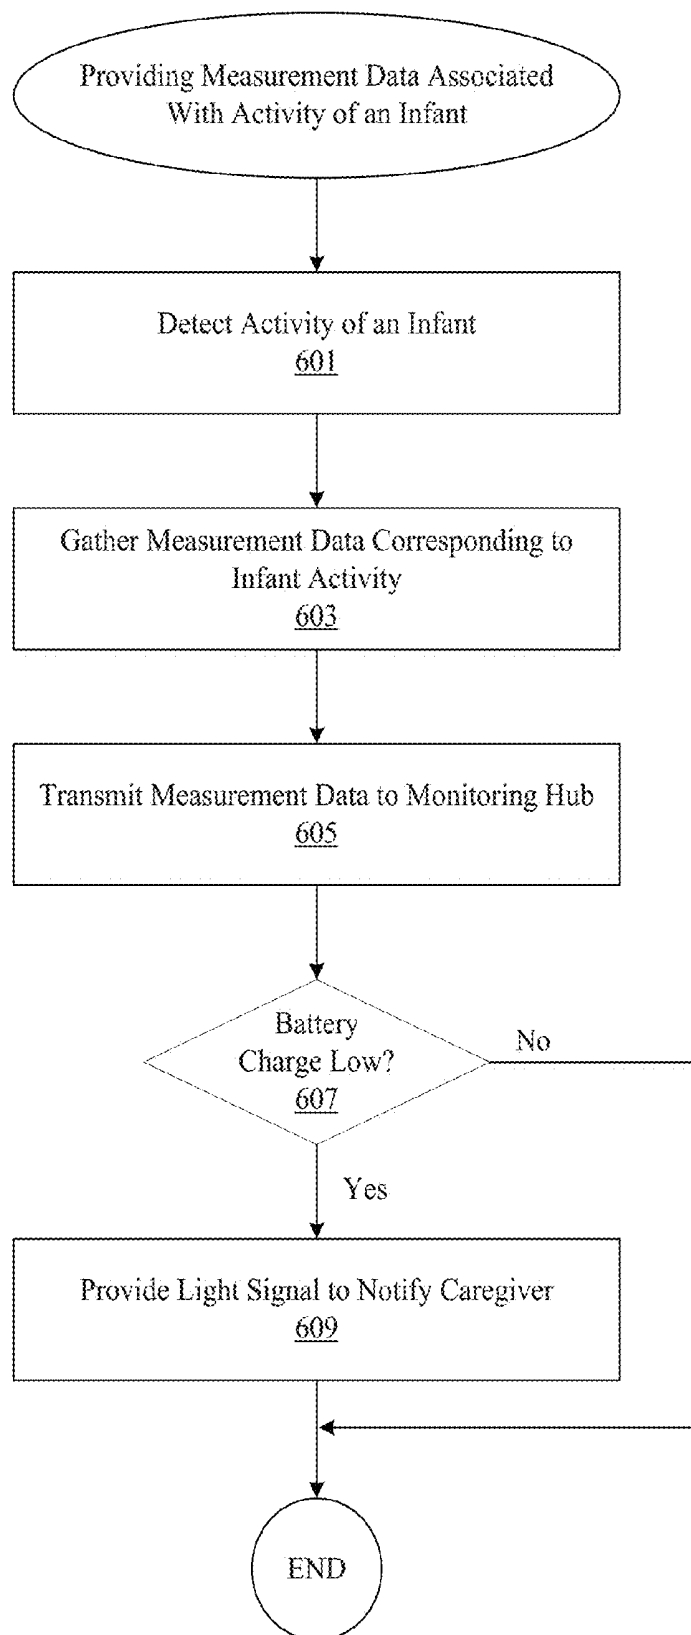 Providing Measurement Data Associated
With Activity of an Infant
Detect Activity of an Infant
601
Gather Measurement Data Corresponding to
Infant Activity
603
Transmit Measurement Data to Monitoring Hub
605
Battery
Charge Low?
607
No
Yes
Provide Light Signal to Notify Caregiver
609
END